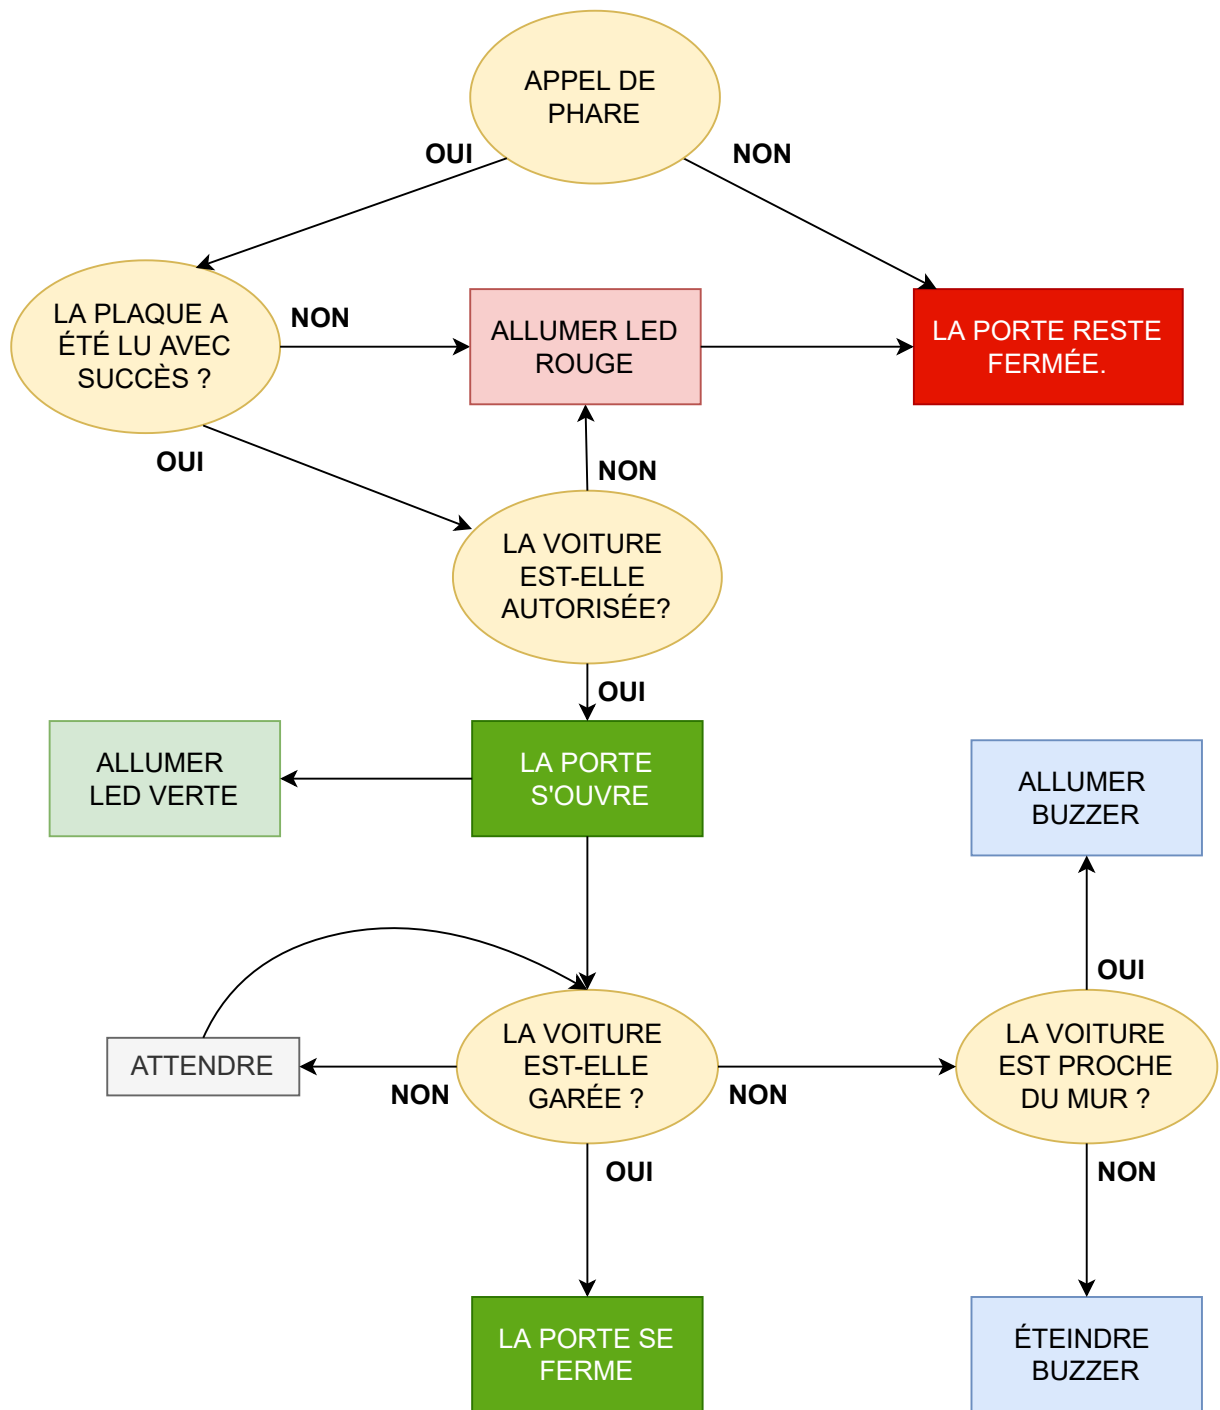 APPEL DE
PHARE
OUI
NON
LA PLAQUE A
ÉTÉ LU AVEC
SUCCÈS ?
NON
ALLUMER LED
ROUGE
LA PORTE RESTE
FERMÉE.
OUI
NON
LA VOITURE
EST-ELLE
AUTORISÉE?
OUI
ALLUMER
LED VERTE
LA PORTE
S'OUVRE
ALLUMER
BUZZER
OUI
ATTENDRE
NON
LA VOITURE
EST-ELLE
GARÉE ?
NON
LA VOITURE
EST PROCHE
DU MUR ?
OUI
NON
LA PORTE SE
FERME
ÉTEINDRE
BUZZER